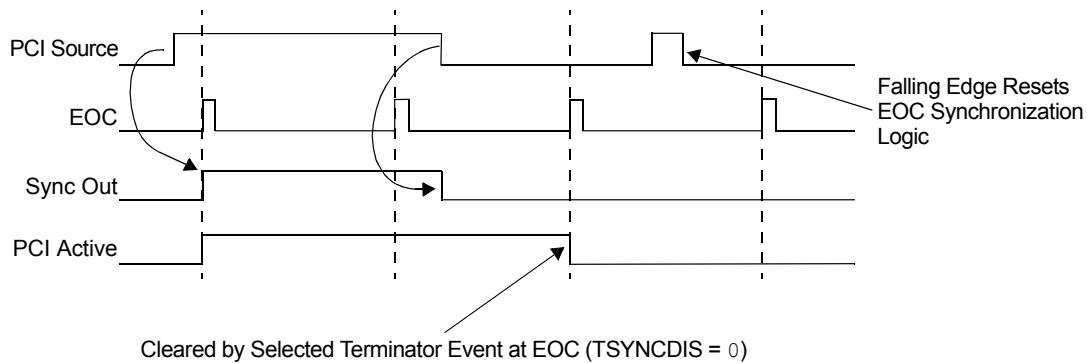 PCI Source
EOC
Sync Out
PCI Active
Falling Edge Resets
EOC Synchronization
Logic
Cleared by Selected Terminator Event at EOC (TSYNCDIS = 0)